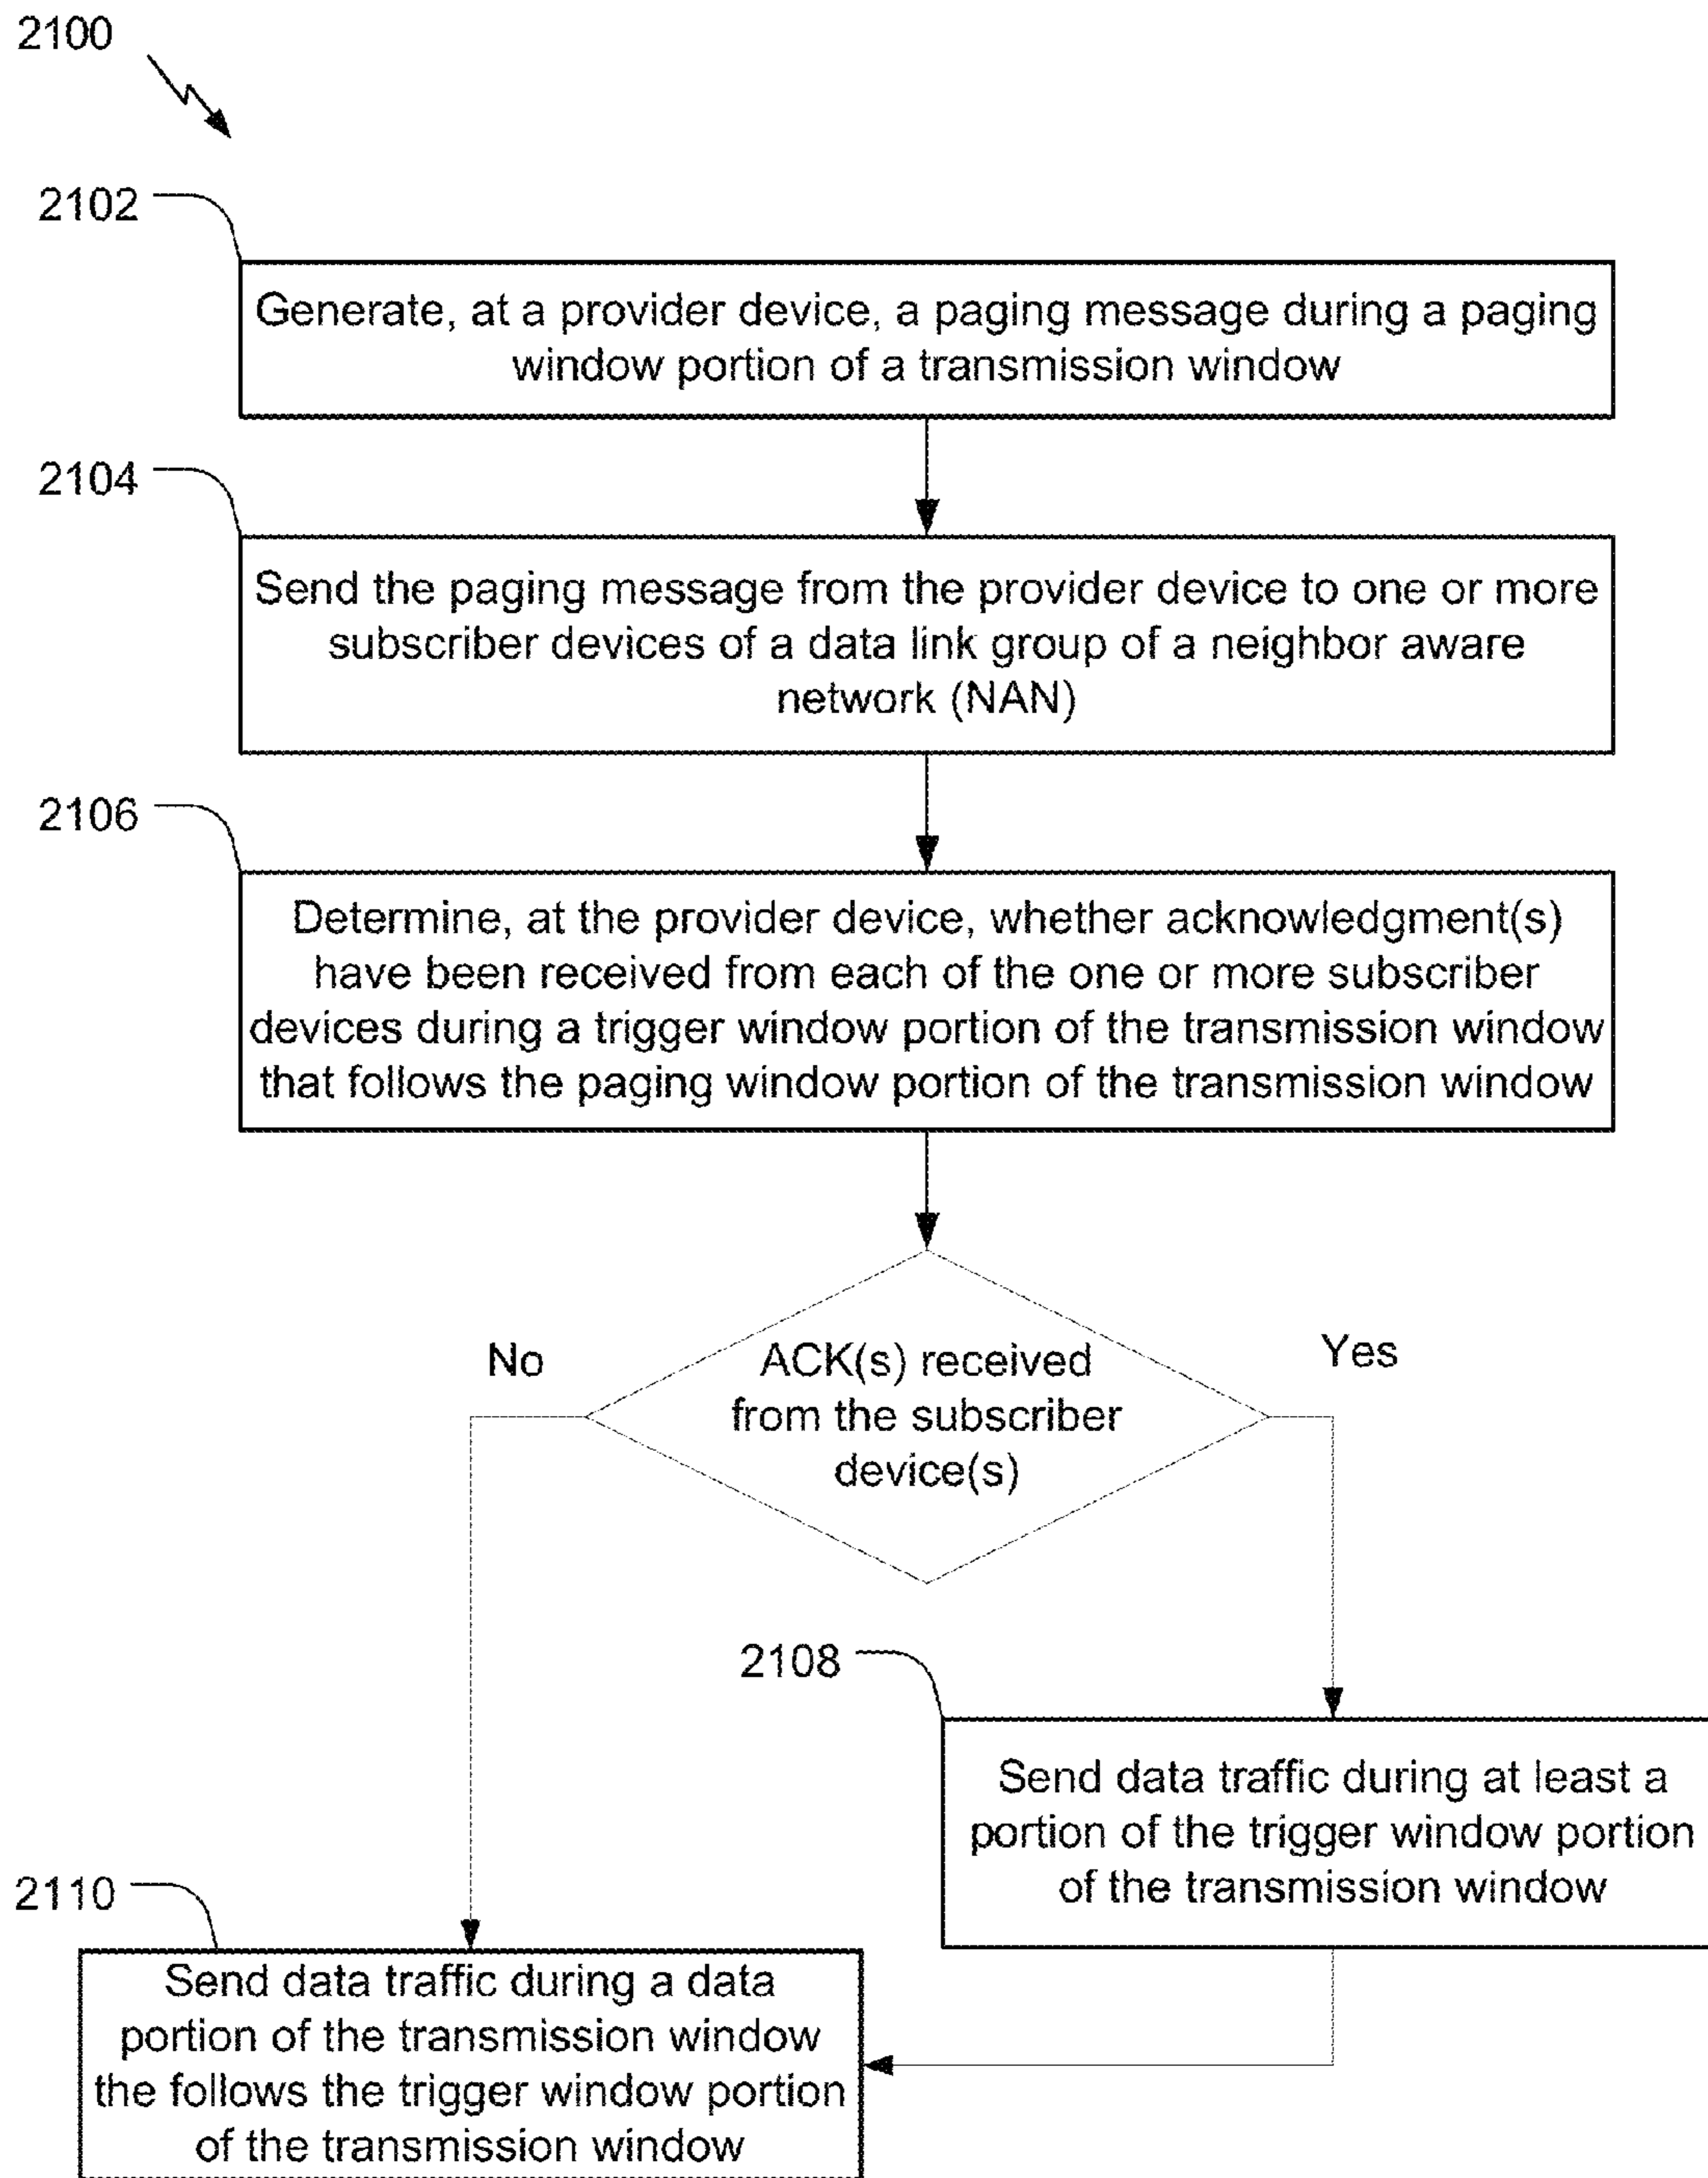 2100
2102
Generate, at a provider device, a paging message during a paging
window portion of a transmission window
2104
Send the paging message from the provider device to one or more
subscriber devices of a data link group of a neighbor aware
network (NAN)
2106
Determine, at the provider device, whether acknowledgment(s)
have been received from each of the one or more subscriber
devices during a trigger window portion of the transmission window
that follows the paging window portion of the transmission window
No
ACK(s) received
from the subscriber
device(s)
Yes
2108
Send data traffic during at least a
portion of the trigger window portion
of the transmission window
2110
Send data traffic during a data
portion of the transmission window
the follows the trigger window portion
of the transmission window